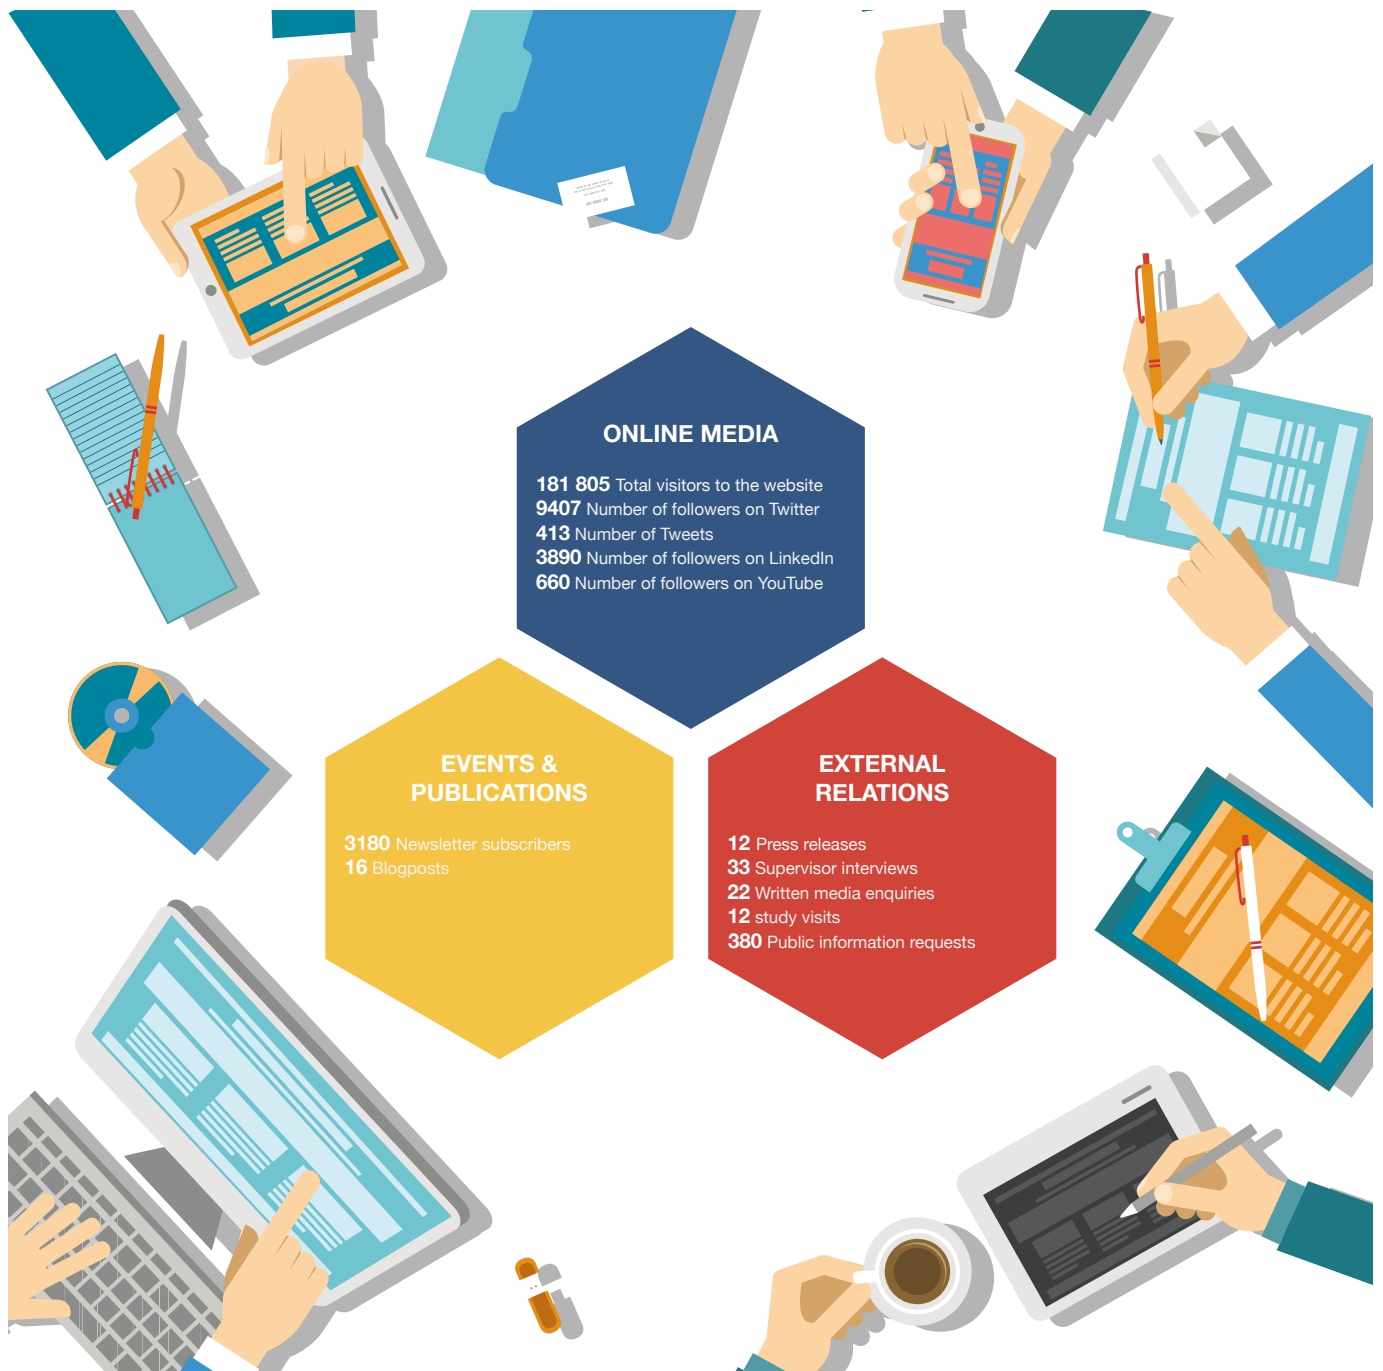 ONLINE MEDIA
181 805 Total visitors to the website
9407 Number of followers on Twitter
413 Number of Tweets
3890 Number of followers on LinkedIn
660 Number of followers on YouTube
EVENTS &
PUBLICATIONS
3180 Newsletter subscribers
16 Blogposts
EXTERNAL
RELATIONS
12 Press releases
33 Supervisor interviews
22 Written media enquiries
12 study visits
380 Public information requests